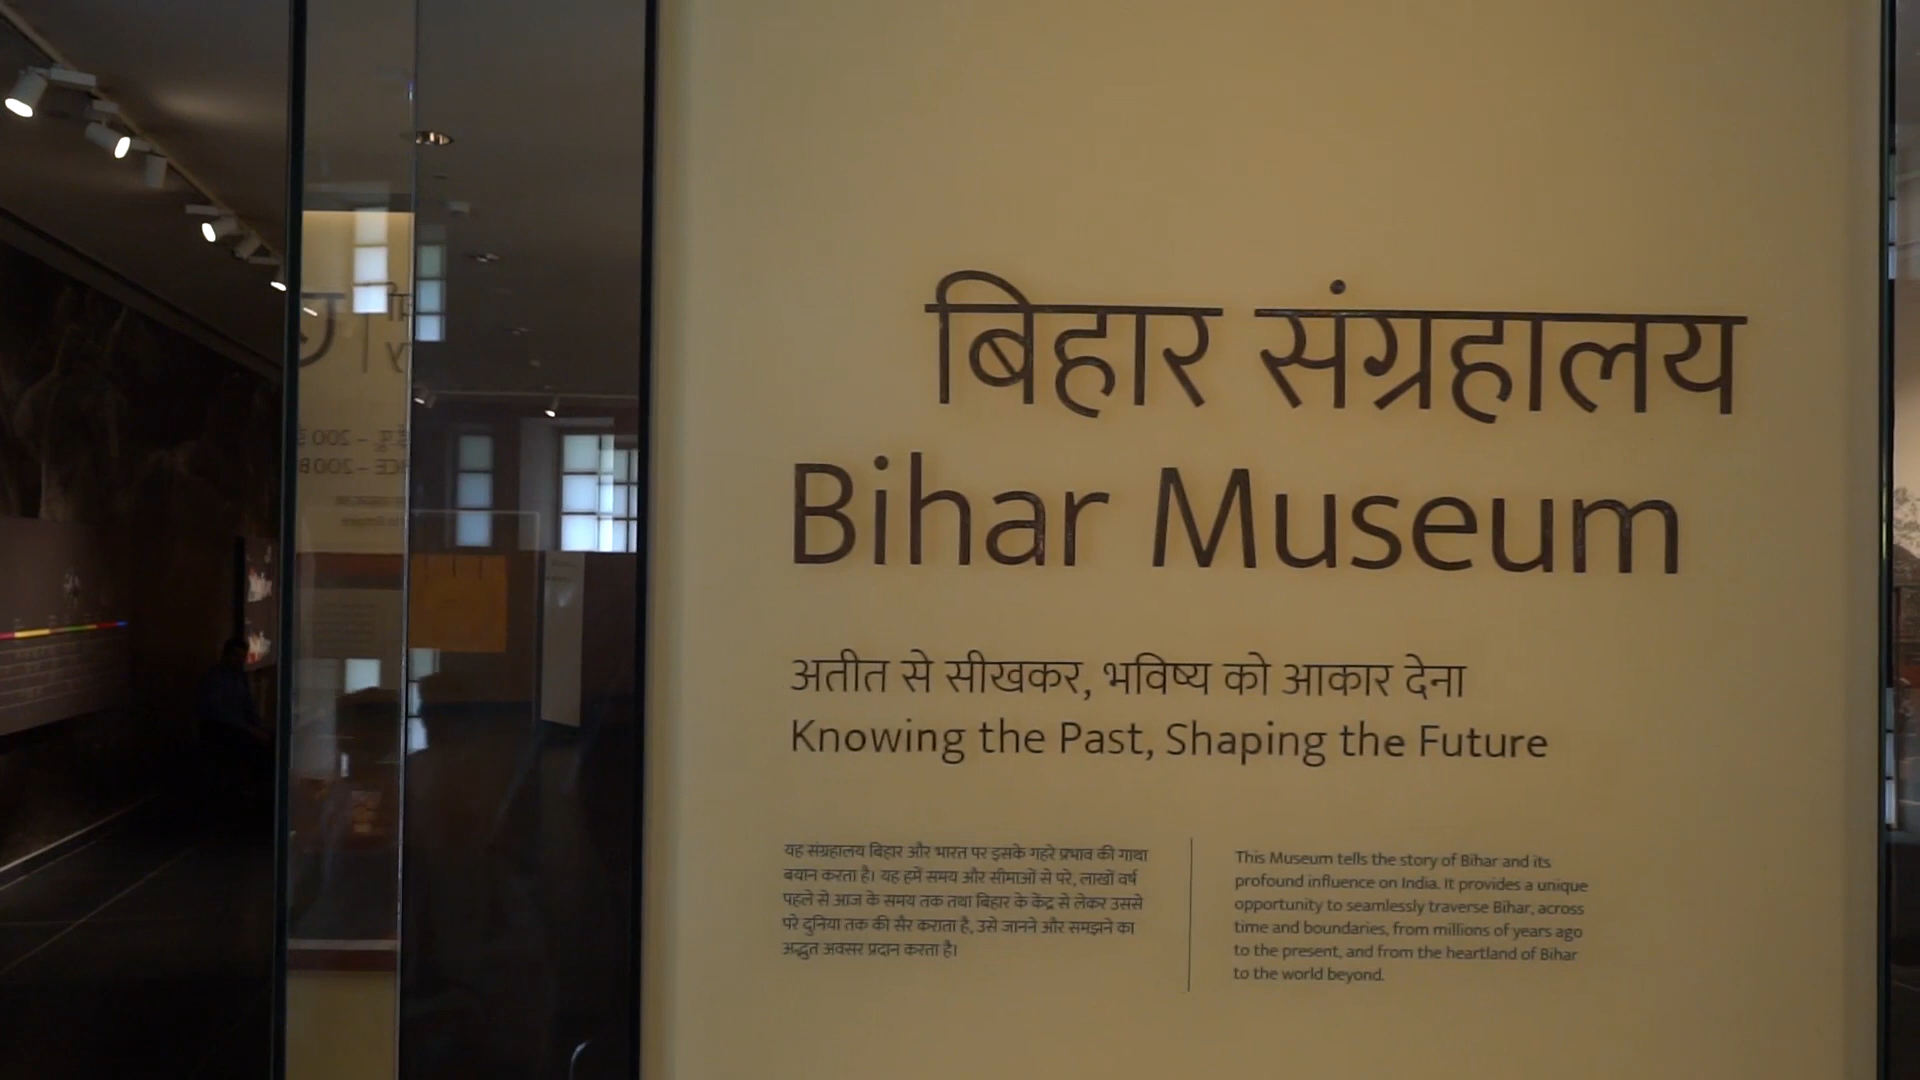 बिहार संग्रहालय
Bihar Museum
अतीत से सीखकर, भविष्य को आकार देना
Knowing the Past, Shaping the Future
यह संग्रहालय बिहार और भारत पर इसके गहरे प्रभाव की गाथा
बयान करता है। यह हमें समय और सीमाओं से परे, लाखों वर्ष
पहले से आज के समय तक तथा बिहार के केंद्र से लेकर उससे
परे दुनिया तक की सैर कराता है, उसे जानने और समझने का
अद्भुत अवसर प्रदान करता है।
This Museum tells the story of Bihar and its
profound influence on India. It provides a unique
opportunity to seamlessly traverse Bihar, across
time and boundaries, from millions of years ago
to the present, and from the heartland of Bihar
to the world beyond.